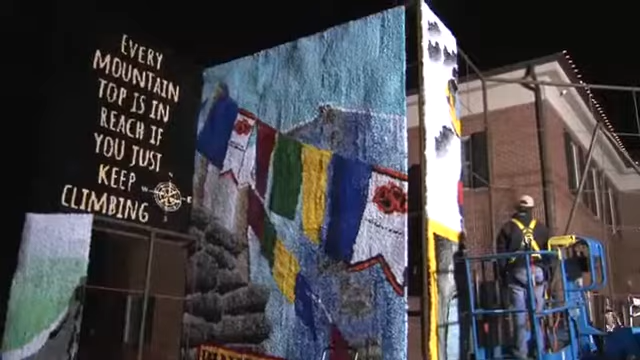 EVERY
MOUNTAIN
TOP IS IN
REACH IF
YOU JUST
KEEP
CLIMBING
E